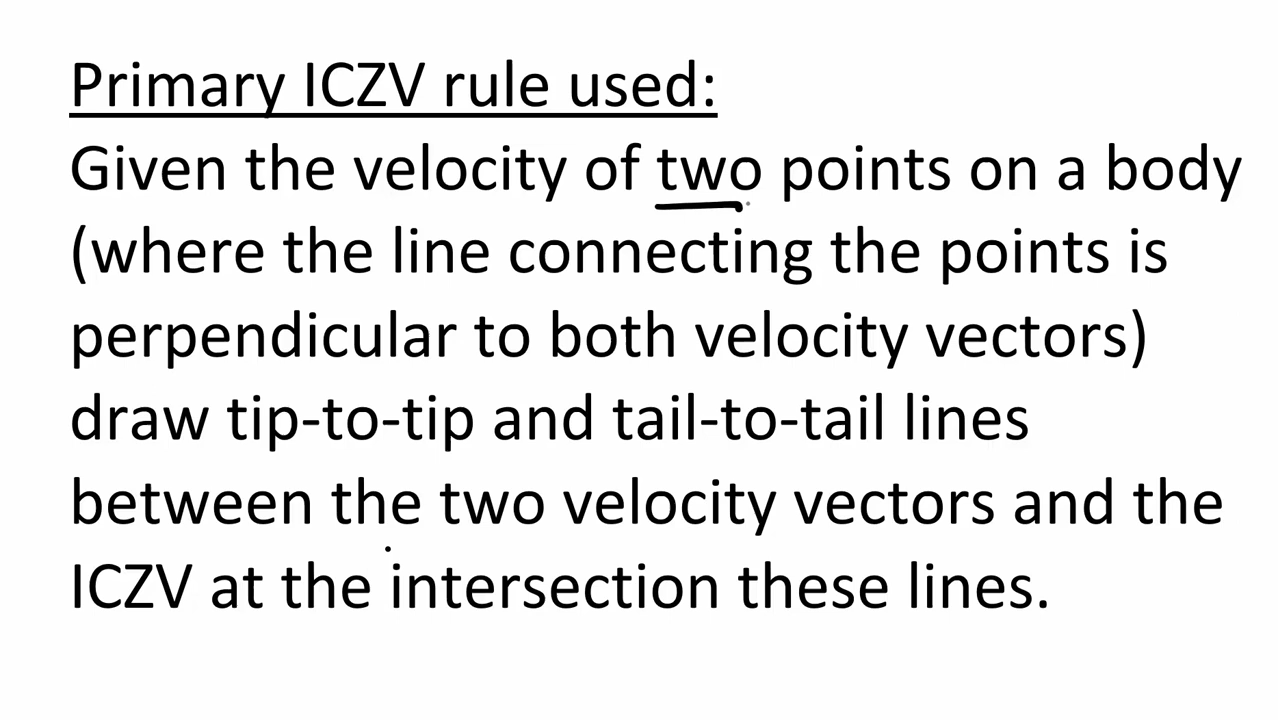 Primary ICZV rule used:
Given the velocity of two points on a body
(where the line connecting the points is
perpendicular to both velocity vectors)
draw tip-to-tip and tail-to-tail lines
between the two velocity vectors and the
ICZV at the intersection these lines.